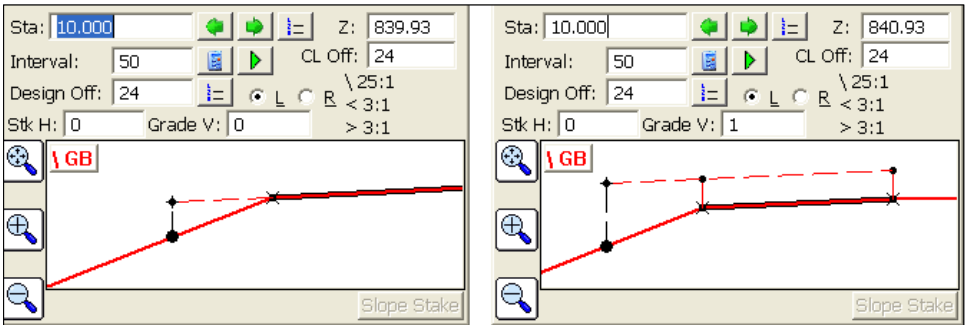 Sta: 10.000 Z: 839.93
Interval: 50 CL Off: 24
Design Off: 24 L R \ 25:1
< 3:1
Stk H: 0 Grade V: 0 > 3:1
\ GB
Slope Stake
Sta: 10.000 Z: 840.93
Interval: 50 CL Off: 24
Design Off: 24 L R \ 25:1
< 3:1
Stk H: 0 Grade V: 1 > 3:1
\ GB
Slope Stake